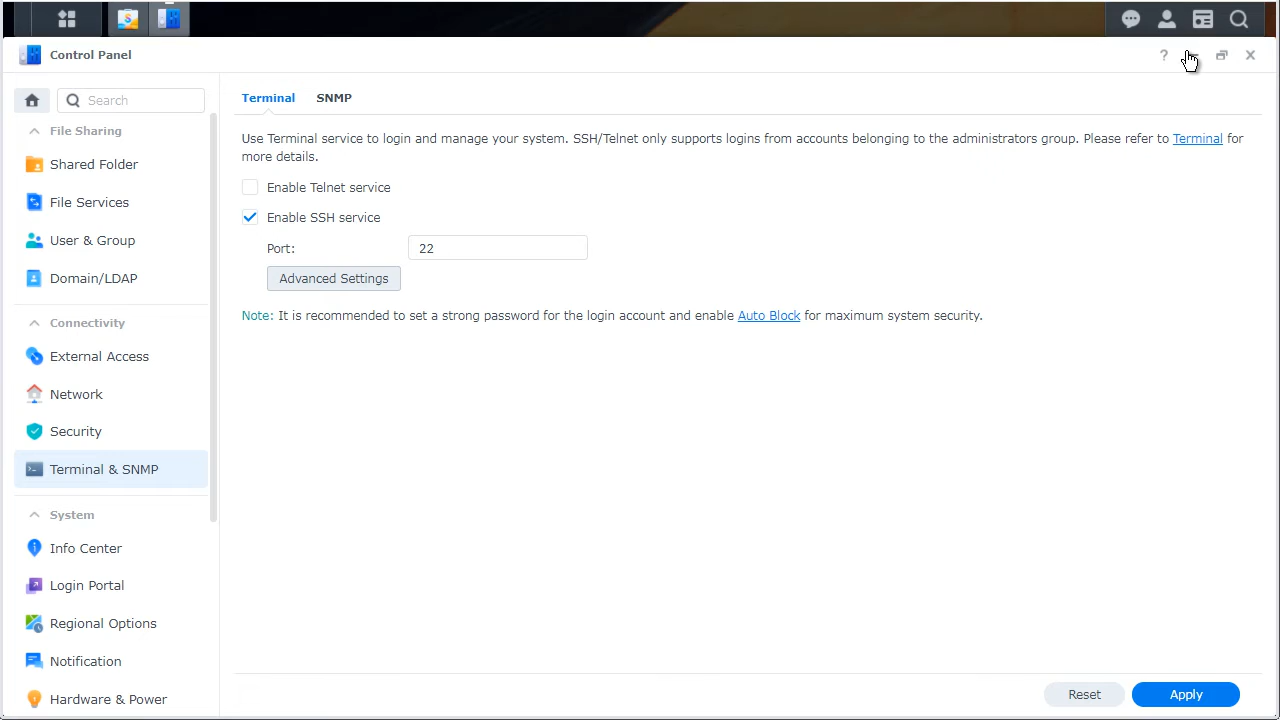 Control Panel
?
Search
File Sharing
Shared Folder
File Services
User & Group
Domain/LDAP
Connectivity
External Access
Network
Security
Terminal & SNMP
System
Info Center
Login Portal
Regional Options
Notification
Hardware & Power
Terminal SNMP
Use Terminal service to login and manage your system. SSH/Telnet only supports logins from accounts belonging to the administrators group. Please refer to Terminal for
more details.
Enable Telnet service
Enable SSH service
Port: 22
Advanced Settings
Note: It is recommended to set a strong password for the login account and enable Auto Block for maximum system security.
Reset Apply